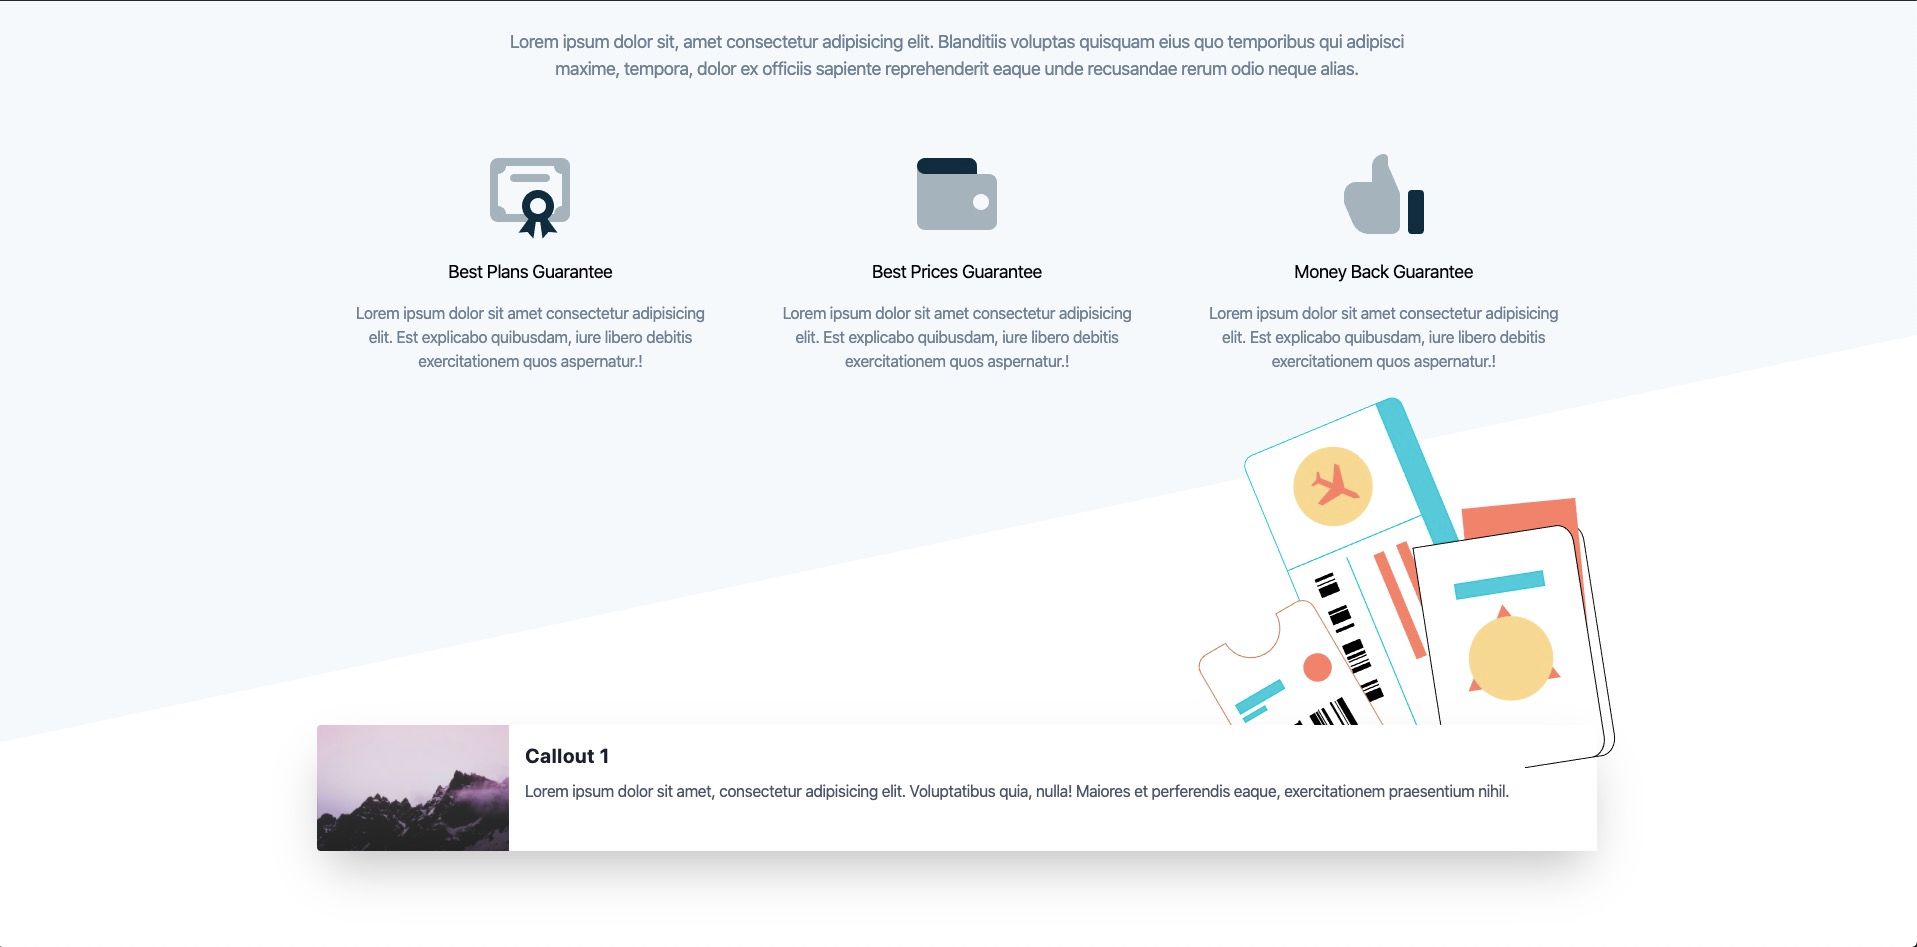 Lorem ipsum dolor sit, amet consectetur adipisicing elit. Blanditiis voluptas quisquam eius quo temporibus qui adipisci
maxime, tempora, dolor ex officiis sapiente reprehenderit eaque unde recusandae rerum odio neque alias.
Best Plans Guarantee
Lorem ipsum dolor sit amet consectetur adipisicing
elit. Est explicabo quibusdam, iure libero debitis
exercitationem quos aspernatur.!
Best Prices Guarantee
Lorem ipsum dolor sit amet consectetur adipisicing
elit. Est explicabo quibusdam, iure libero debitis
exercitationem quos aspernatur.!
Money Back Guarantee
Lorem ipsum dolor sit amet consectetur adipisicing
elit. Est explicabo quibusdam, iure libero debitis
exercitationem quos aspernatur.!
Callout 1
Lorem ipsum dolor sit amet, consectetur adipisicing elit. Voluptatibus quia, nulla! Maiores et perferendis eaque, exercitationem praesentium nihil.